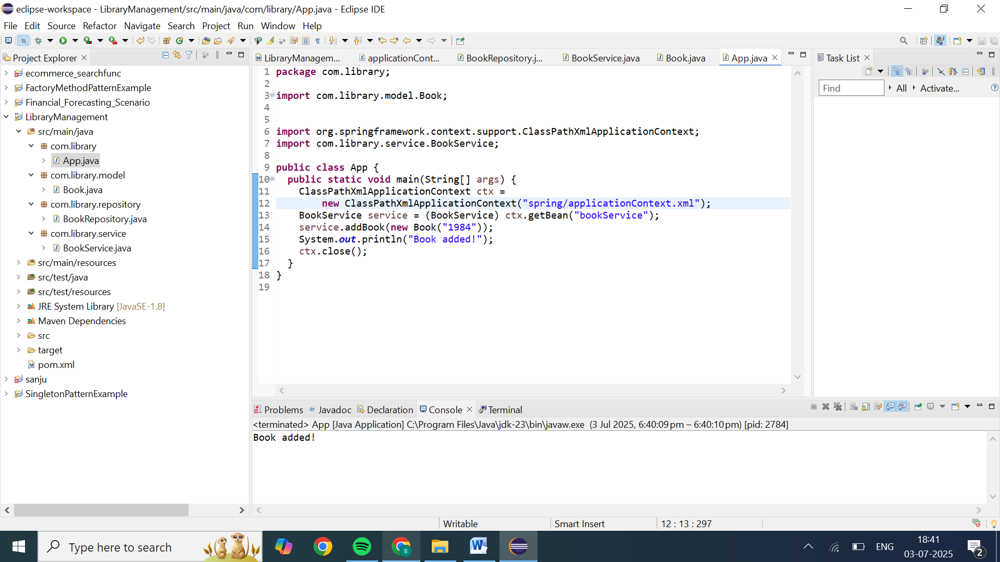 eclipse-workspace - LibraryManagement/src/main/java/com/library/App.java - Eclipse IDE
File Edit Source Refactor Navigate Search Project Run Window Help
Project Explorer
ecommerce_searchfunc
FactoryMethodPatternExample
Financial_Forecasting_Scenario
LibraryManagement
src/main/java
com.library
App.java
com.library.model
Book.java
com.library.repository
BookRepository.java
com.library.service
BookService.java
src/main/resources
src/test/java
src/test/resources
JRE System Library [JavaSE-1.8]
Maven Dependencies
src
target
pom.xml
sanju
SingletonPatternExample
LibraryManagem... applicationCont... BookRepository.j... BookService.java Book.java App.java
1 package com.library;
2
3 import com.library.model.Book;
4
5
6 import org.springframework.context.support.ClassPathXmlApplicationContext;
7 import com.library.service.BookService;
8
9 public class App {
10 public static void main(String[] args) {
11 ClassPathXmlApplicationContext ctx =
12 new ClassPathXmlApplicationContext("spring/applicationContext.xml");
13 BookService service = (BookService) ctx.getBean("bookService");
14 service.addBook(new Book("1984"));
15 System.out.println("Book added!");
16 ctx.close();
17 }
18 }
19
Task List
Find All Activate...
Problems Javadoc Declaration Console Terminal
<terminated> App [Java Application] C:\Program Files\Java\jdk-23\bin\javaw.exe (3 Jul 2025, 6:40:09 pm – 6:40:10 pm) [pid: 2784]
Book added!
Writable Smart Insert 12 : 13 : 297
Type here to search
ENG
18:41
03-07-2025
2